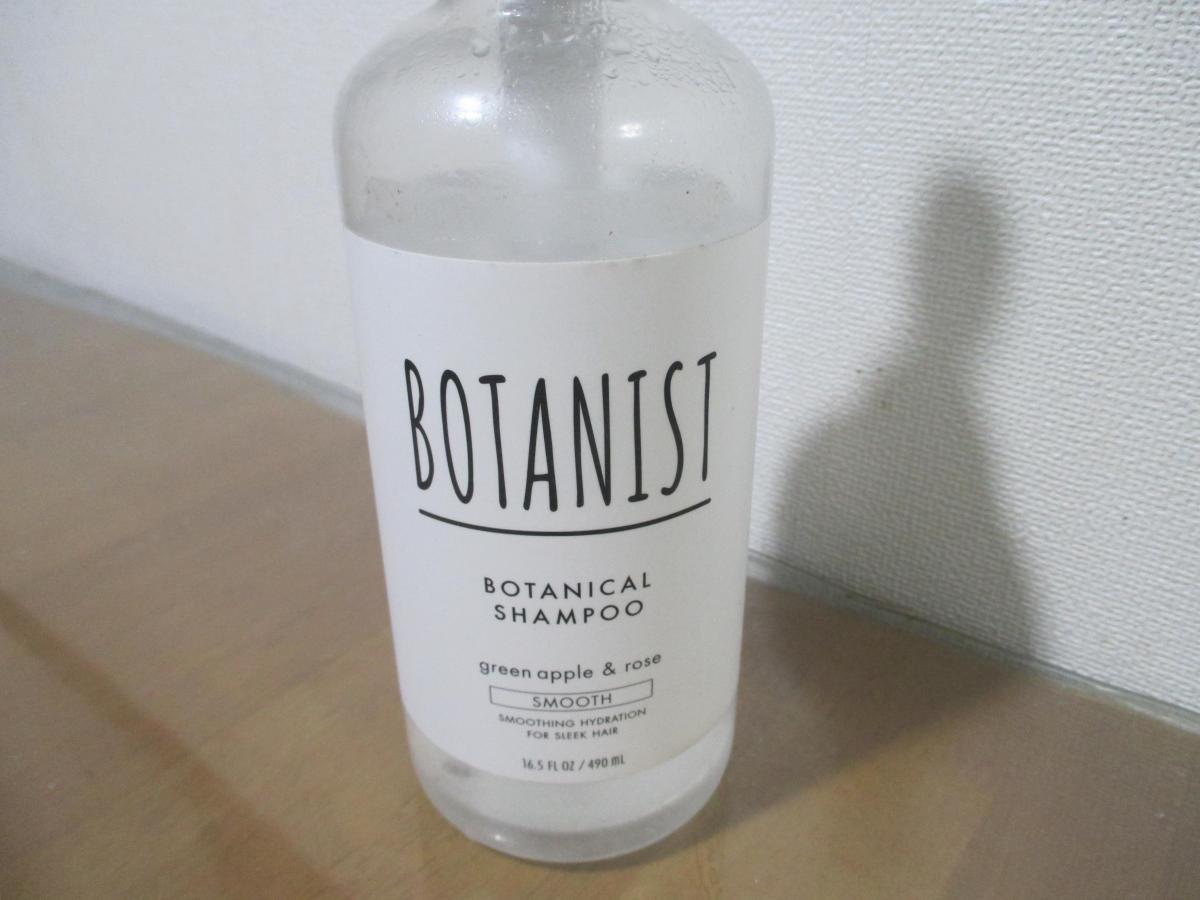 BOTANIST
BOTANICAL
SHAMPOO
green apple & rose
SMOOTH
SMOOTHING HYDRATION
FOR SLEEK HAIR
16.5 FL OZ / 490 mL